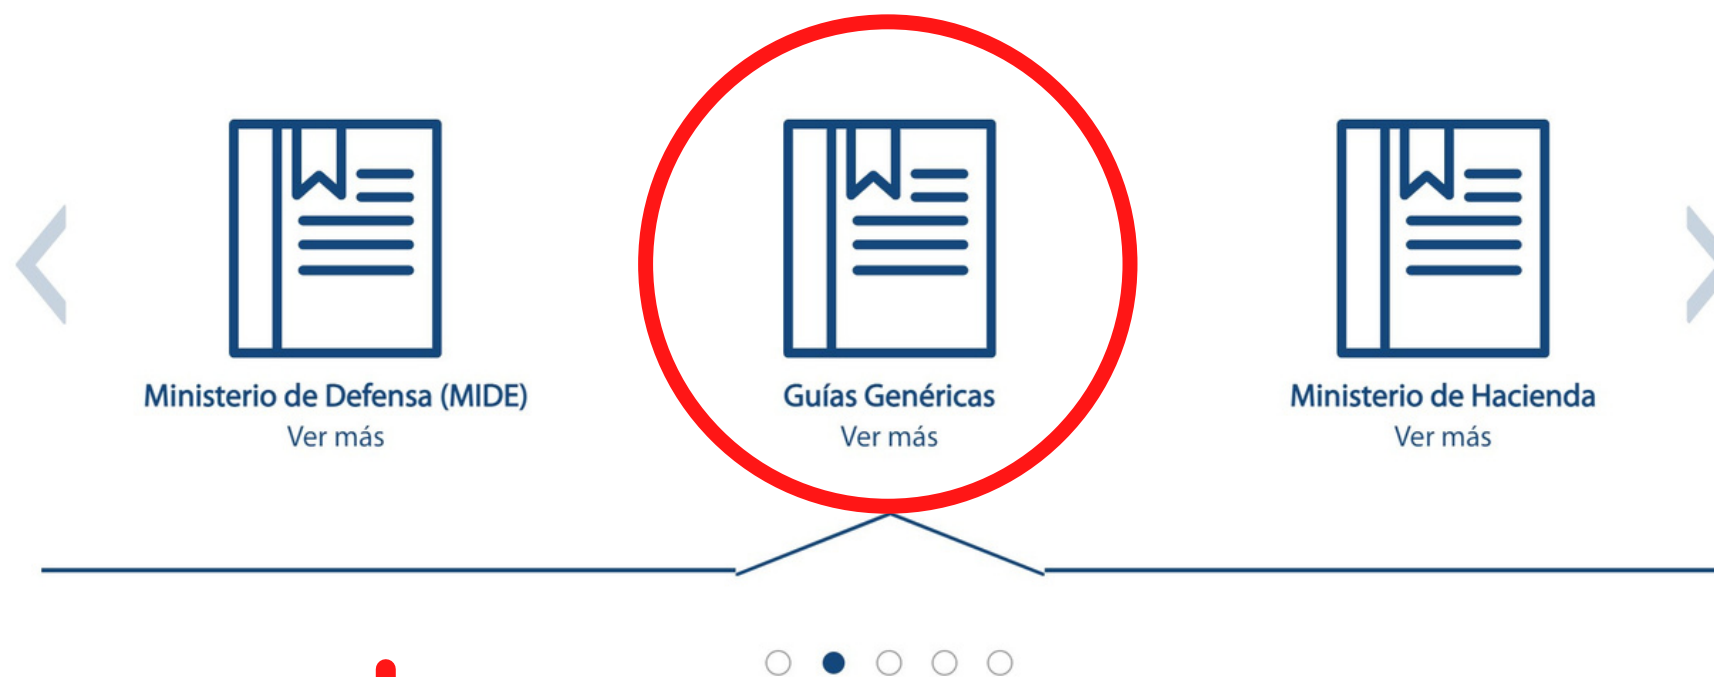 Ministerio de Defensa (MIDE)
Ver más
Guías Genéricas
Ver más
Ministerio de Hacienda
Ver más